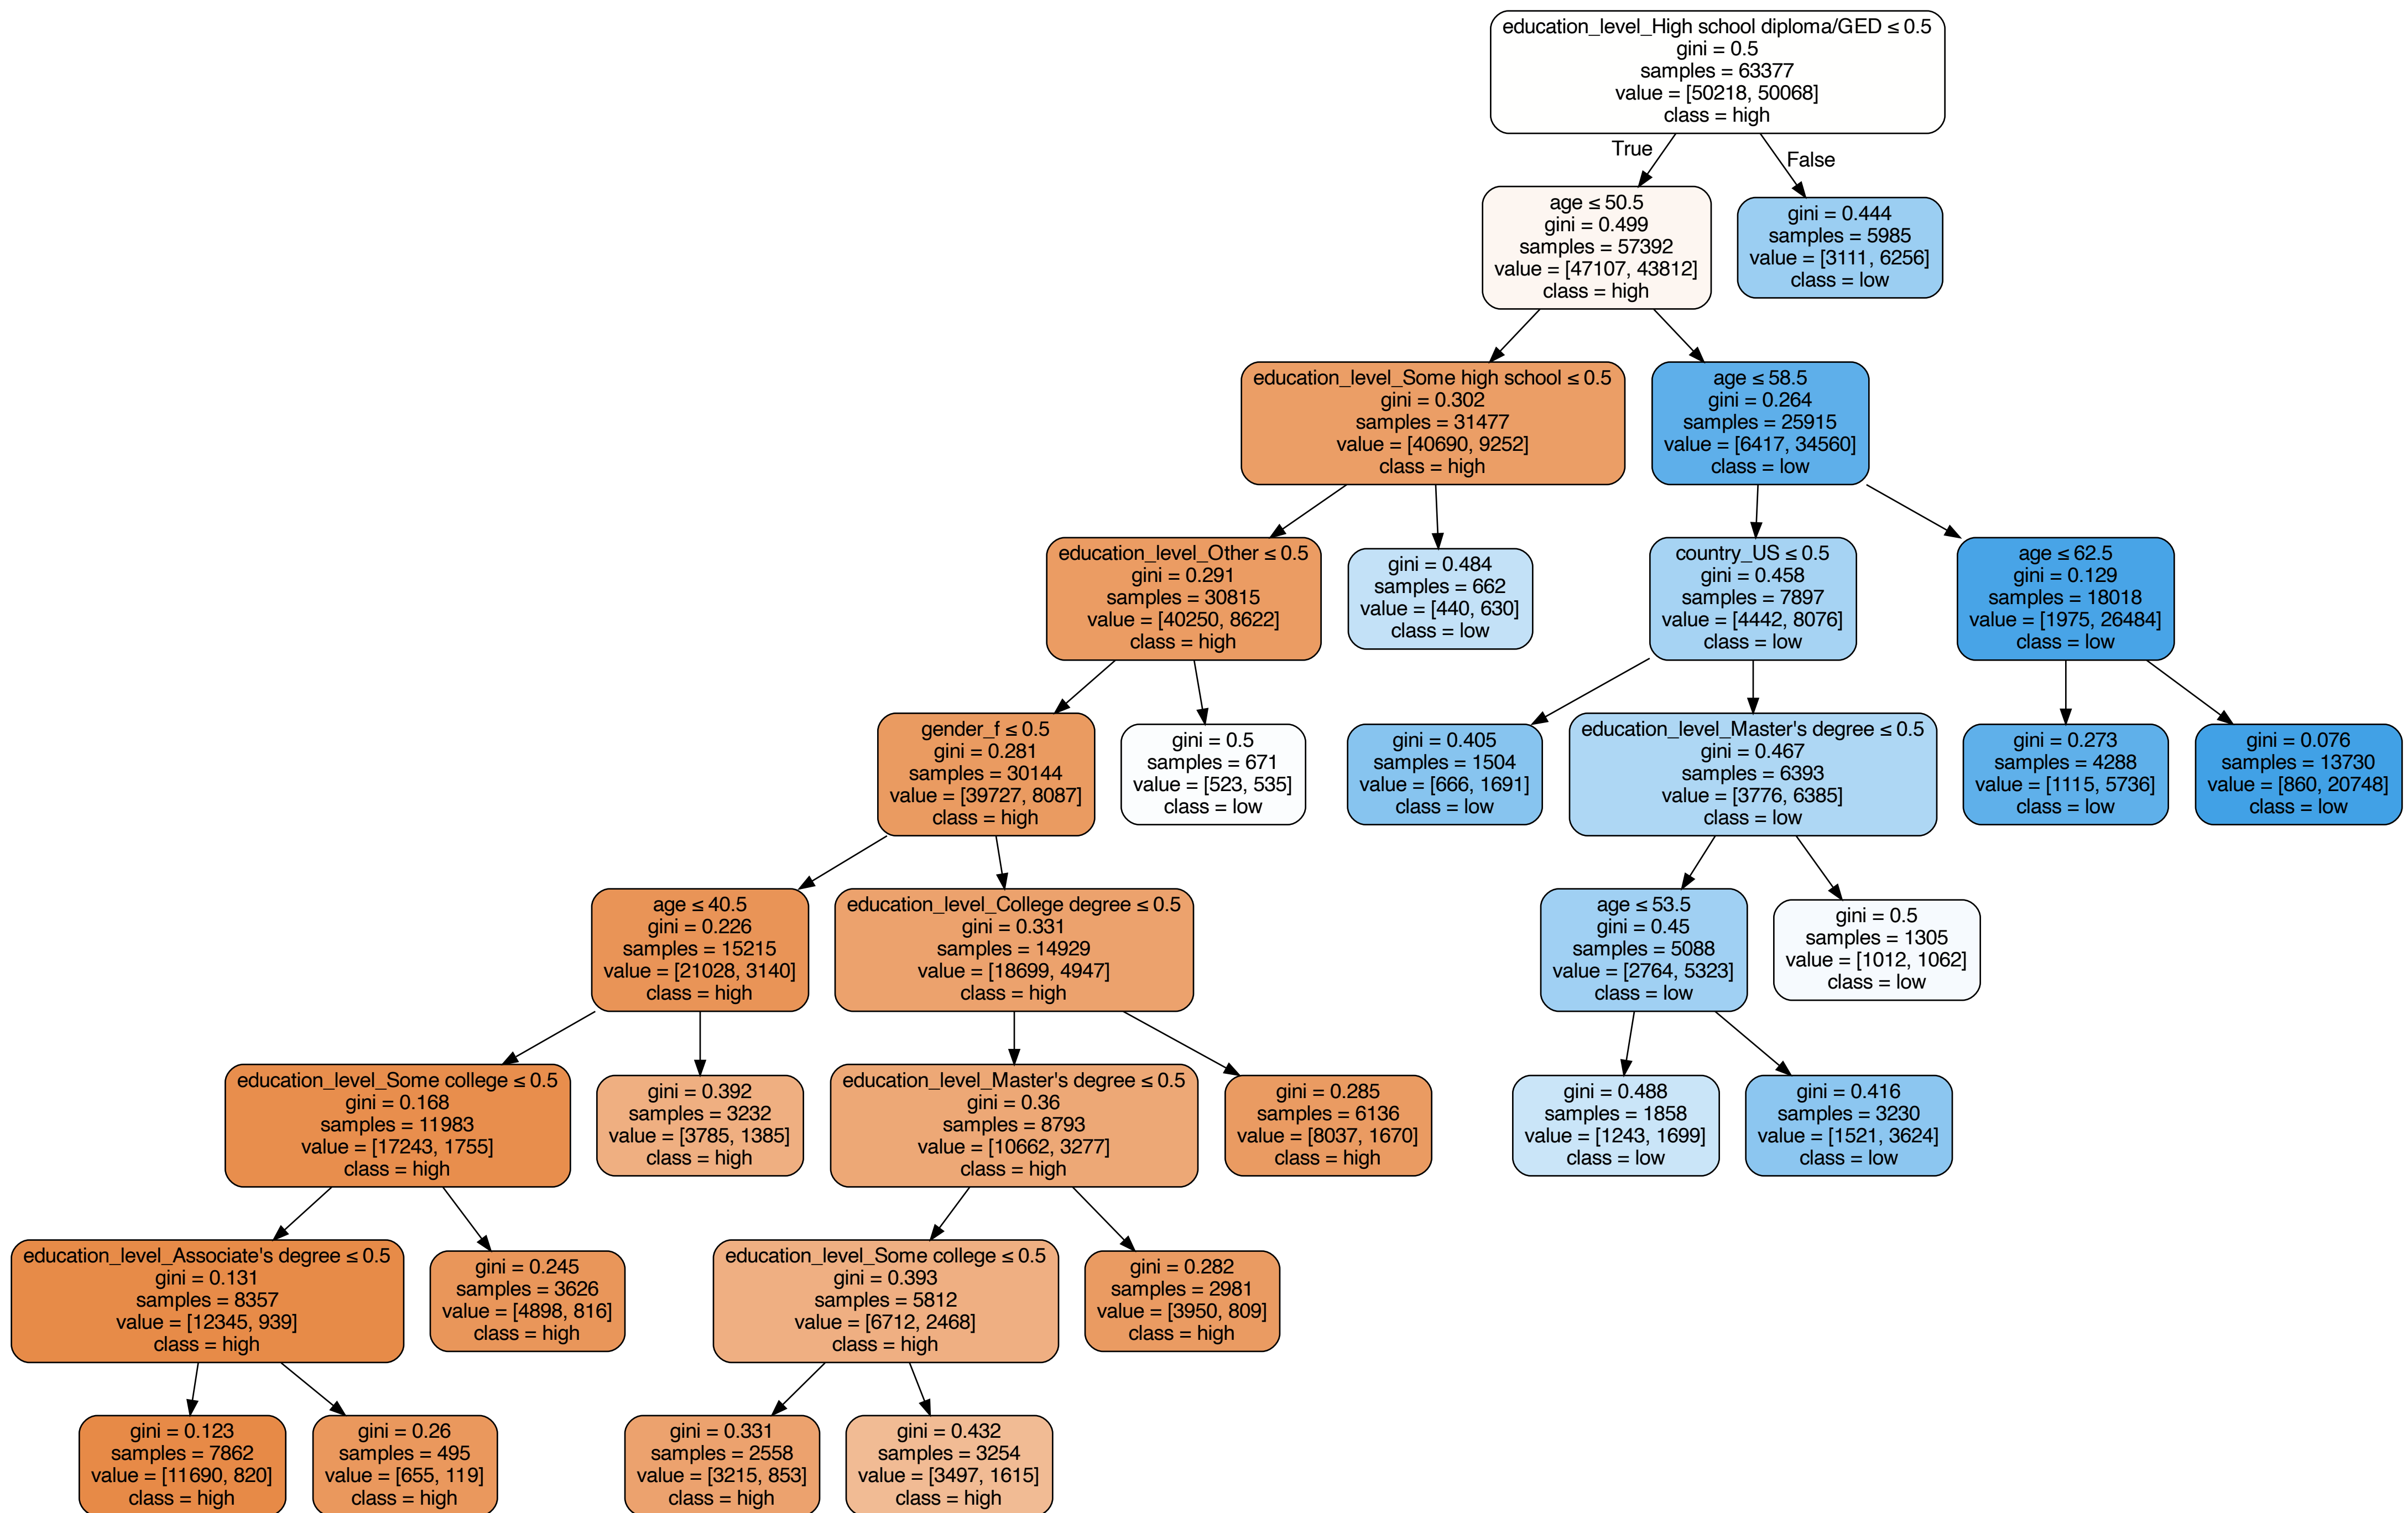 education_level_High school diploma/GED ≤ 0.5
gini = 0.5
samples = 63377
value = [50218, 50068]
class = high
True
False
age ≤ 50.5
gini = 0.499
samples = 57392
value = [47107, 43812]
class = high
gini = 0.444
samples = 5985
value = [3111, 6256]
class = low
education_level_Some high school ≤ 0.5
gini = 0.302
samples = 31477
value = [40690, 9252]
class = high
age ≤ 58.5
gini = 0.264
samples = 25915
value = [6417, 34560]
class = low
education_level_Other ≤ 0.5
gini = 0.291
samples = 30815
value = [40250, 8622]
class = high
gini = 0.484
samples = 662
value = [440, 630]
class = low
country_US ≤ 0.5
gini = 0.458
samples = 7897
value = [4442, 8076]
class = low
age ≤ 62.5
gini = 0.129
samples = 18018
value = [1975, 26484]
class = low
gender_f ≤ 0.5
gini = 0.281
samples = 30144
value = [39727, 8087]
class = high
gini = 0.5
samples = 671
value = [523, 535]
class = low
gini = 0.405
samples = 1504
value = [666, 1691]
class = low
education_level_Master's degree ≤ 0.5
gini = 0.467
samples = 6393
value = [3776, 6385]
class = low
gini = 0.273
samples = 4288
value = [1115, 5736]
class = low
gini = 0.076
samples = 13730
value = [860, 20748]
class = low
age ≤ 40.5
gini = 0.226
samples = 15215
value = [21028, 3140]
class = high
education_level_College degree ≤ 0.5
gini = 0.331
samples = 14929
value = [18699, 4947]
class = high
age ≤ 53.5
gini = 0.45
samples = 5088
value = [2764, 5323]
class = low
gini = 0.5
samples = 1305
value = [1012, 1062]
class = low
education_level_Some college ≤ 0.5
gini = 0.168
samples = 11983
value = [17243, 1755]
class = high
gini = 0.392
samples = 3232
value = [3785, 1385]
class = high
education_level_Master's degree ≤ 0.5
gini = 0.36
samples = 8793
value = [10662, 3277]
class = high
gini = 0.285
samples = 6136
value = [8037, 1670]
class = high
gini = 0.488
samples = 1858
value = [1243, 1699]
class = low
gini = 0.416
samples = 3230
value = [1521, 3624]
class = low
education_level_Associate's degree ≤ 0.5
gini = 0.131
samples = 8357
value = [12345, 939]
class = high
gini = 0.245
samples = 3626
value = [4898, 816]
class = high
education_level_Some college ≤ 0.5
gini = 0.393
samples = 5812
value = [6712, 2468]
class = high
gini = 0.282
samples = 2981
value = [3950, 809]
class = high
gini = 0.123
samples = 7862
value = [11690, 820]
class = high
gini = 0.26
samples = 495
value = [655, 119]
class = high
gini = 0.331
samples = 2558
value = [3215, 853]
class = high
gini = 0.432
samples = 3254
value = [3497, 1615]
class = high